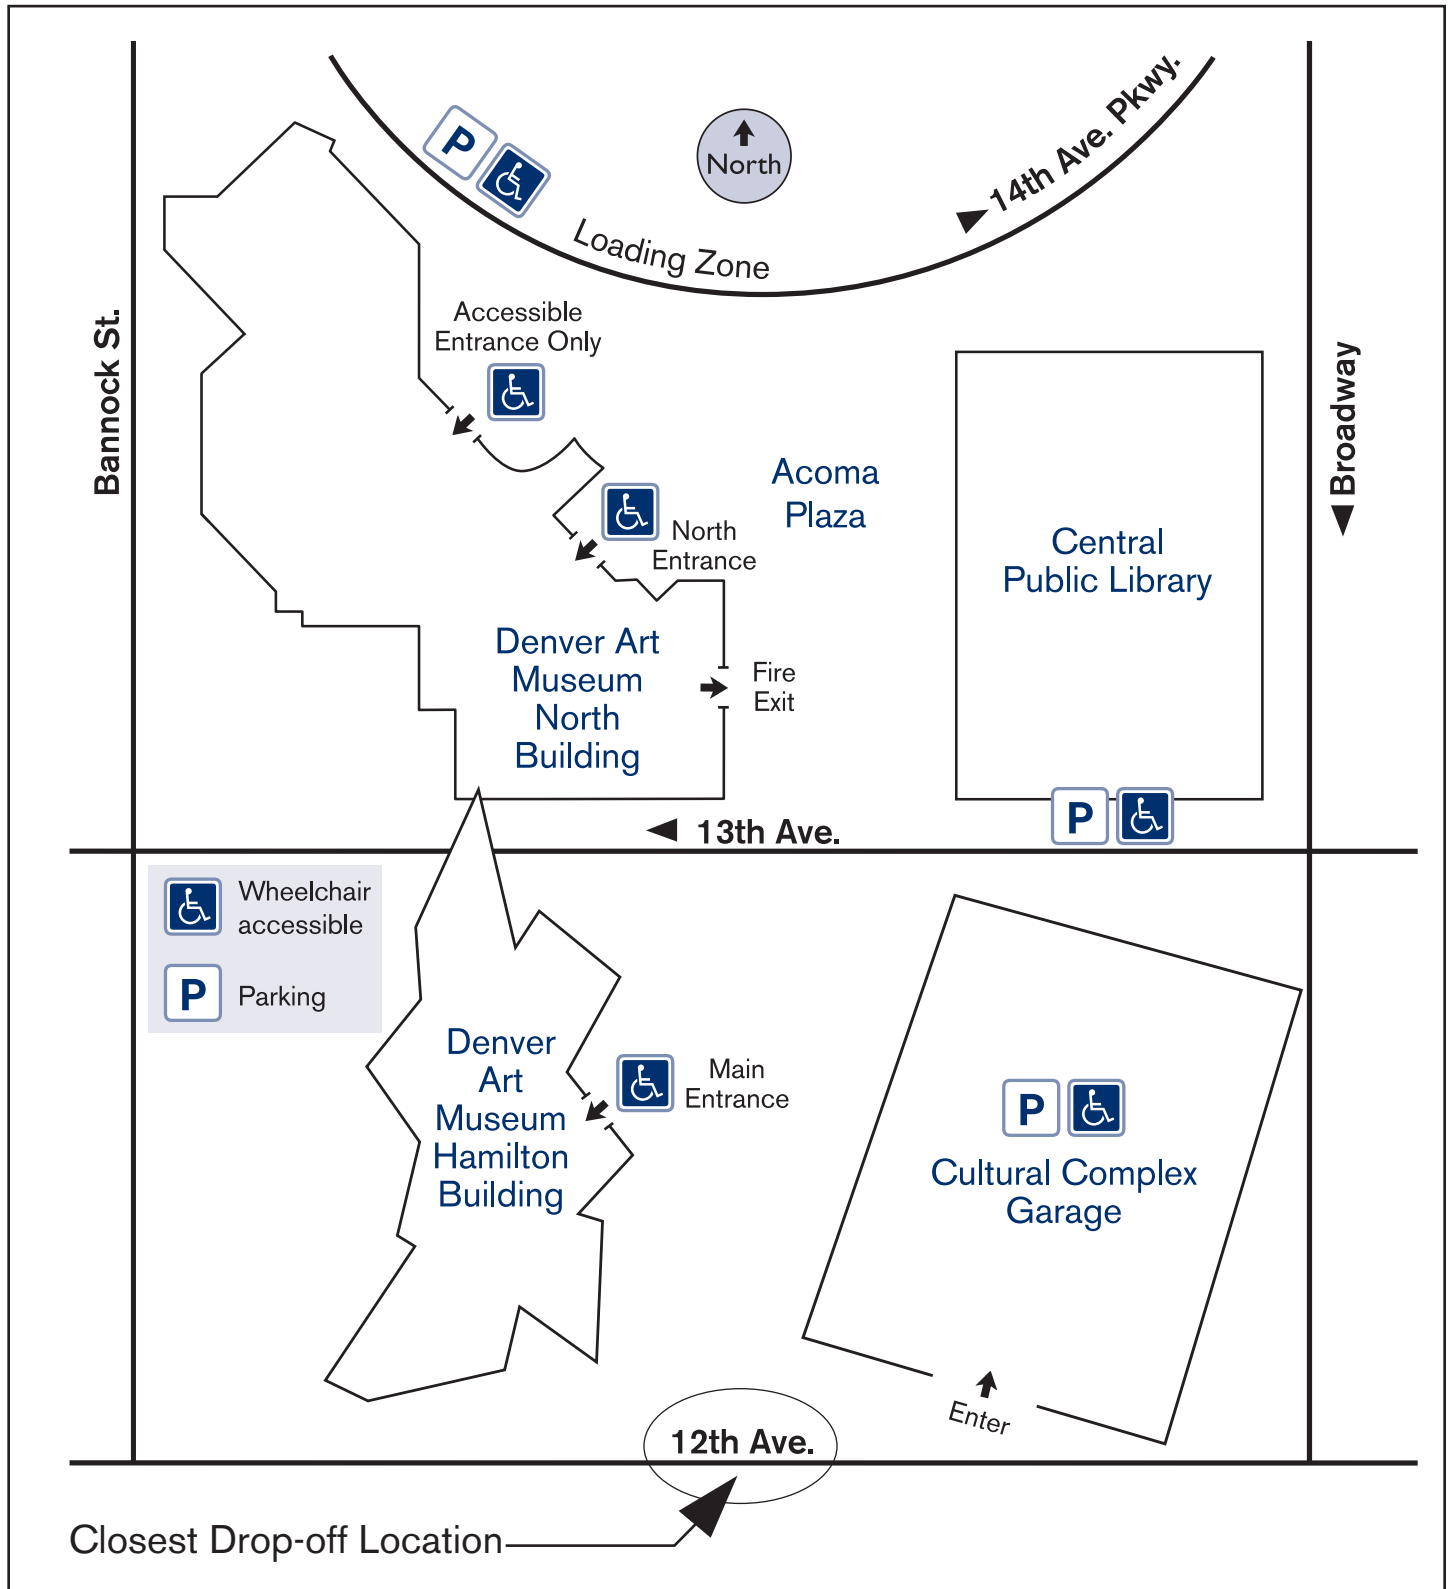 14th Ave. Pkwy.
P
North
Loading Zone
Accessible
Entrance Only
Bannock St.
Broadway
Acoma
Plaza
North
Entrance
Central
Public Library
Denver Art
Museum
North
Building
Fire
Exit
P
13th Ave.
Wheelchair
accessible
P
Parking
Denver
Art
Museum
Hamilton
Building
Main
Entrance
P
Cultural Complex
Garage
Enter
12th Ave.
Closest Drop-off Location